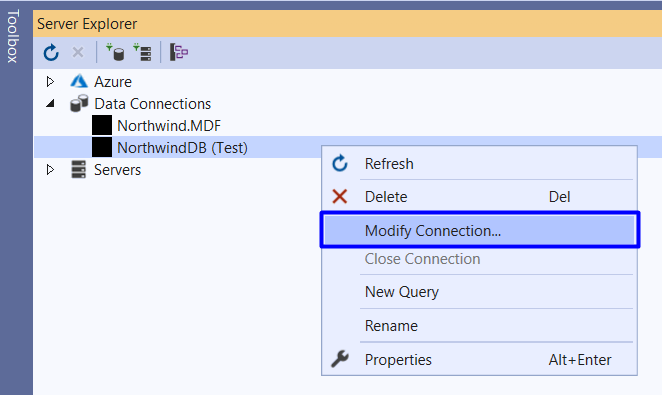 Toolbox
Server Explorer
Azure
Data Connections
Northwind.MDF
NorthwindDB (Test)
Servers
Refresh
Delete Del
Modify Connection...
Close Connection
New Query
Rename
Properties Alt+Enter